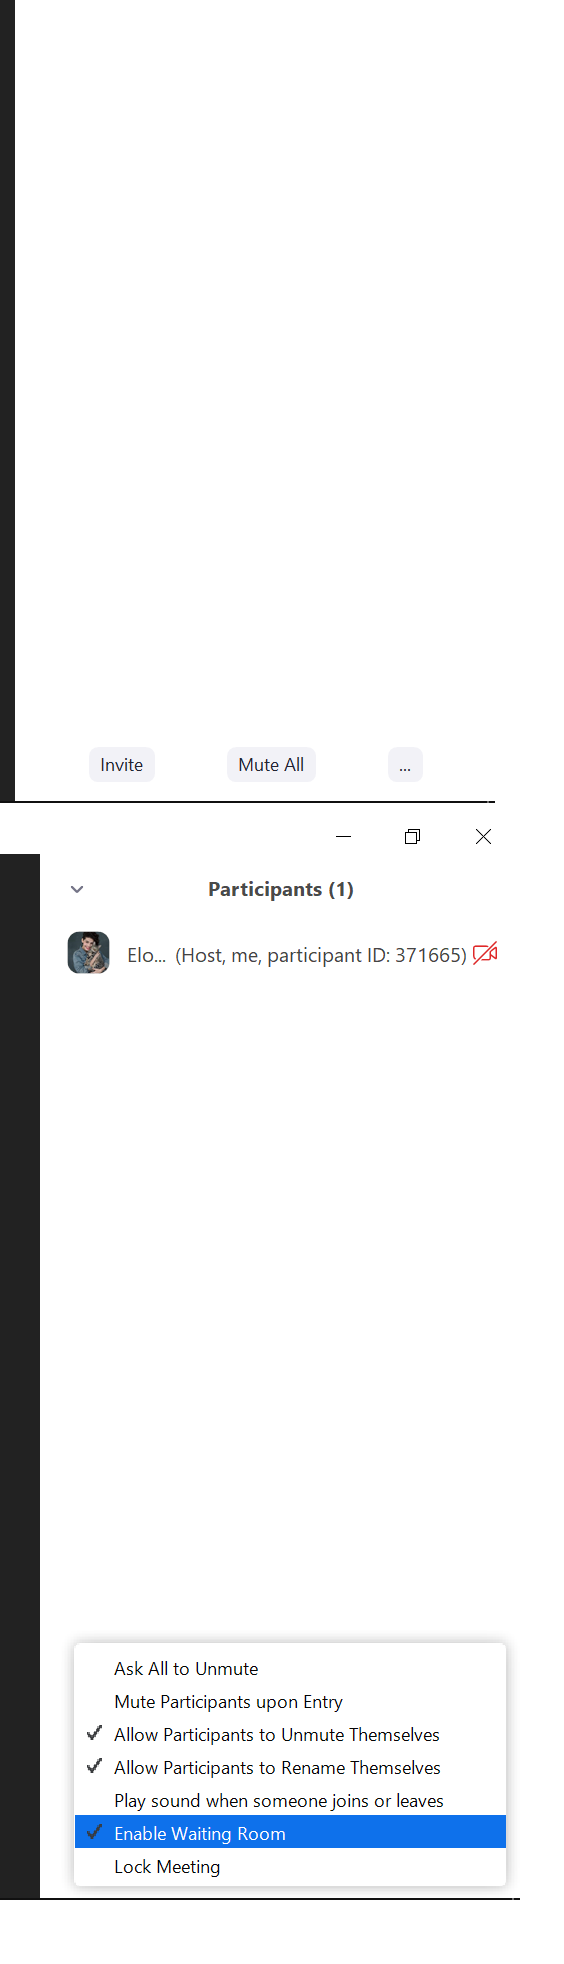 Invite Mute All ...
Participants (1)
Elo... (Host, me, participant ID: 371665)
Ask All to Unmute
Mute Participants upon Entry
Allow Participants to Unmute Themselves
Allow Participants to Rename Themselves
Play sound when someone joins or leaves
Enable Waiting Room
Lock Meeting